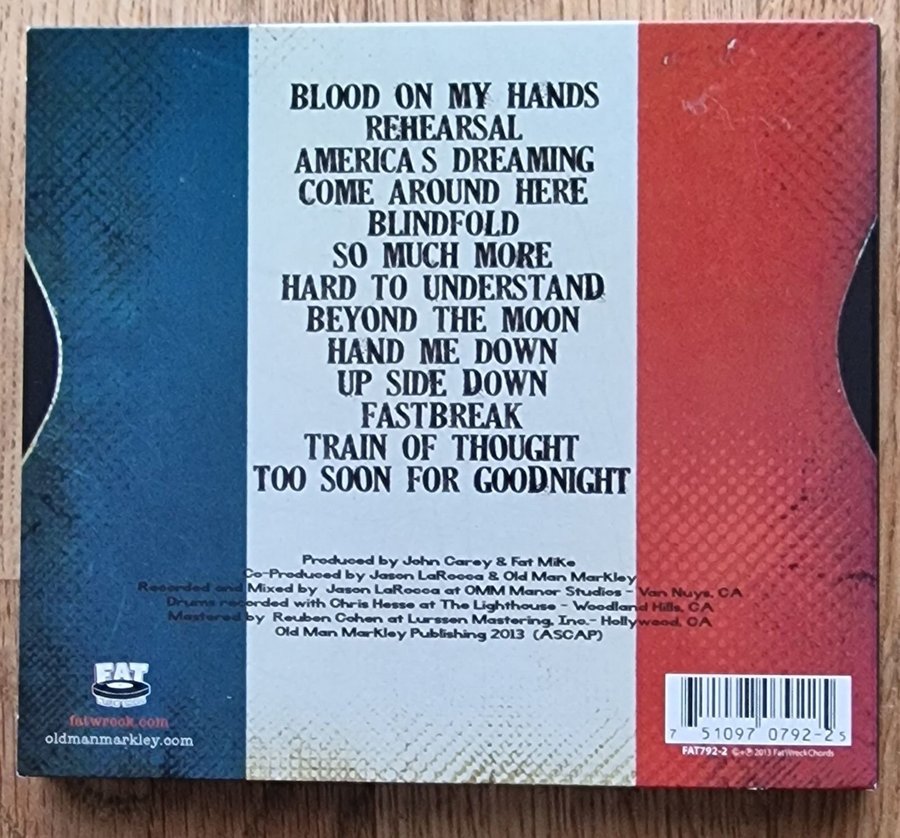 BLOOD ON MY HANDS
REHEARSAL
AMERICA S DREAMING
COME AROUND HERE
BLINDFOLD
SO MUCH MORE
HARD TO UNDERSTAND
BEYOND THE MOON
HAND ME DOWN
UP SIDE DOWN
FASTBREAK
TRAIN OF THOUGHT
TOO SOON FOR GOODNIGHT
Produced by John Carey & Fat Mike
Co-Produced by Jason LaRocca & Old Man Markley
Recorded and Mixed by Jason LaRocca at OMM Manor Studios - Van Nuys, CA
Drums recorded with Chris Hesse at The Lighthouse - Woodland Hills, CA
Mastered by Reuben Cohen at Lurssen Mastering, Inc.- Hollywood, CA
Old Man Markley Publishing 2013 (ASCAP)
FAT
fatwreck.com
oldmanmarkley.com
7 51097 0792-2 5
FAT792-2 ©+℗ 2013 Fat Wreck Chords